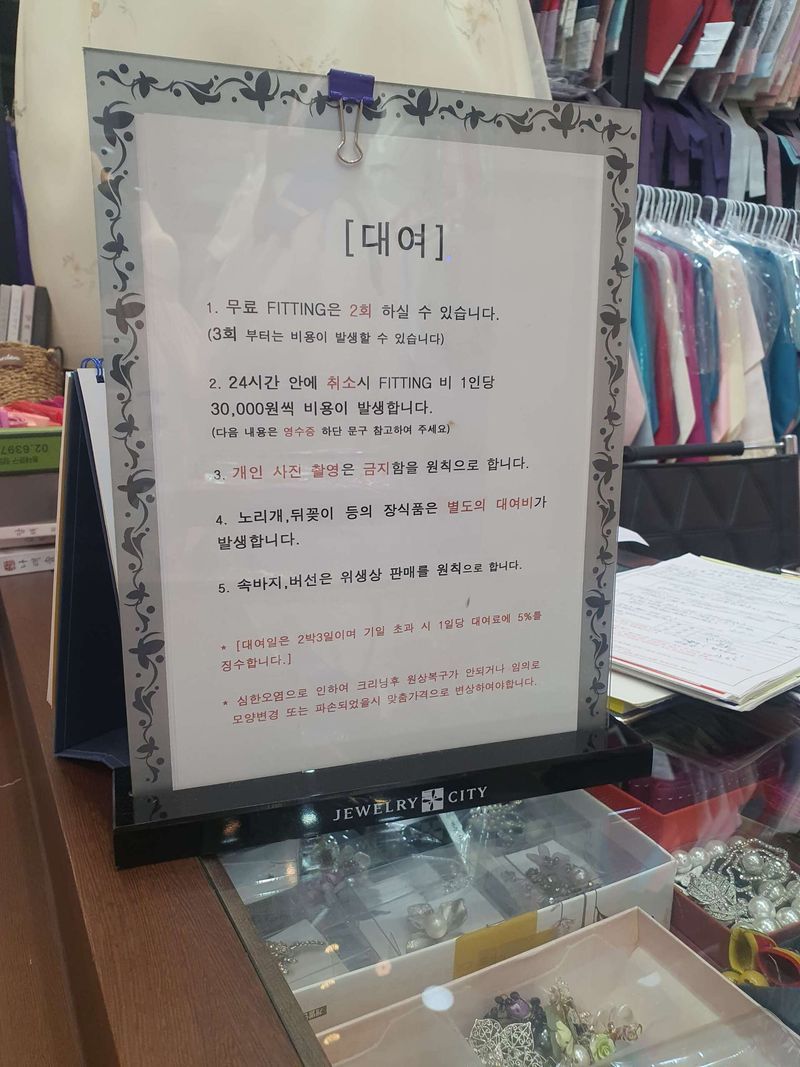 [대여]
1. 무료 FITTING은 2회 하실 수 있습니다.
(3회 부터는 비용이 발생할 수 있습니다)
2. 24시간 안에 취소시 FITTING 비 1인당
30,000원씩 비용이 발생합니다.
(다음 내용은 영수증 하단 문구 참고하여 주세요)
3. 개인 사진 촬영은 금지함을 원칙으로 합니다.
4. 노리개,뒤꽂이 등의 장식품은 별도의 대여비가
발생합니다.
5. 속바지,버선은 위생상 판매를 원칙으로 합니다.
* [대여일은 2박3일이며 기일 초과 시 1일당 대여료에 5%를
징수합니다.]
* 심한오염으로 인하여 크리닝후 원상복구가 안되거나 임의로
모양변경 또는 파손되었을시 맞춤가격으로 변상하여야합니다.
JEWELRY CITY
02.6397